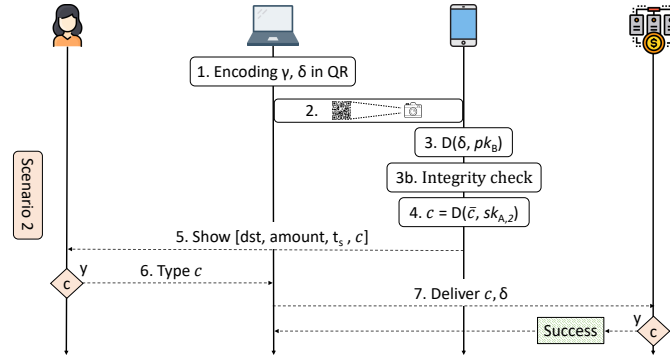 1. Encoding γ, δ in QR
2.
3. D(δ, pk_B)
3b. Integrity check
Scenario 2
4. c = D(c̄, sk_A,2)
5. Show [dst, amount, t_s , c]
y
6. Type c
c
7. Deliver c, δ
y
Success
c